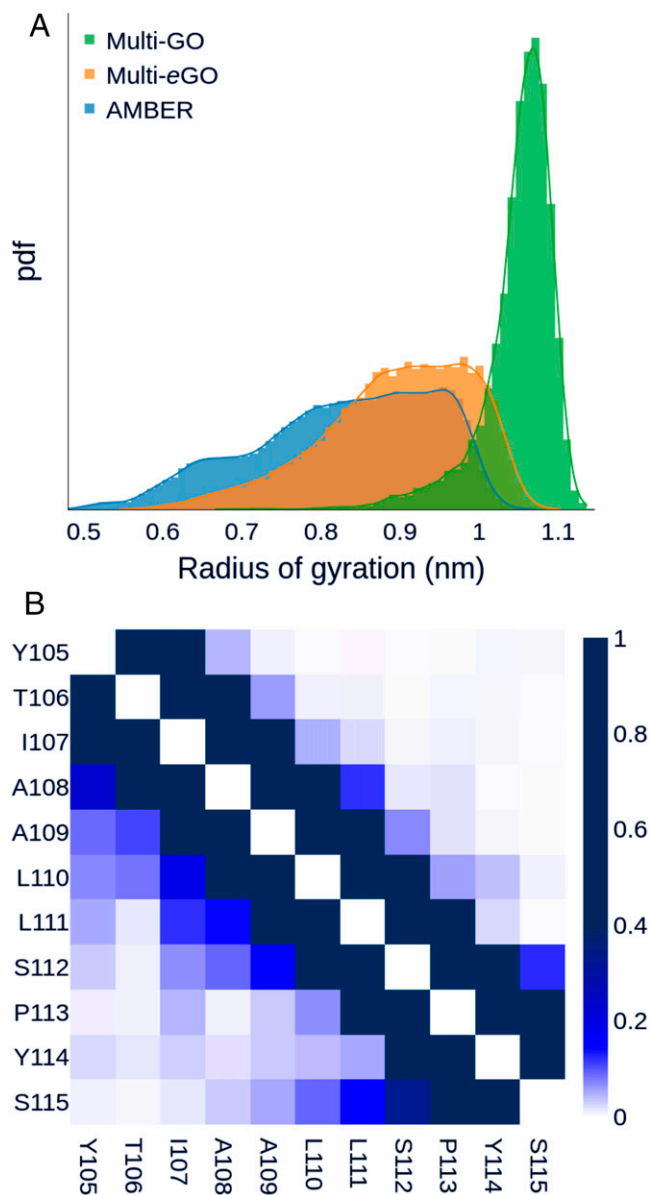 A
Multi-GO
Multi-eGO
AMBER
pdf
0.5 0.6 0.7 0.8 0.9 1 1.1
Radius of gyration (nm)
B
Y105
T106
I107
A108
A109
L110
L111
S112
P113
Y114
S115
1
0.8
0.6
0.4
0.2
0
Y105 T106 I107 A108 A109 L110 L111 S112 P113 Y114 S115